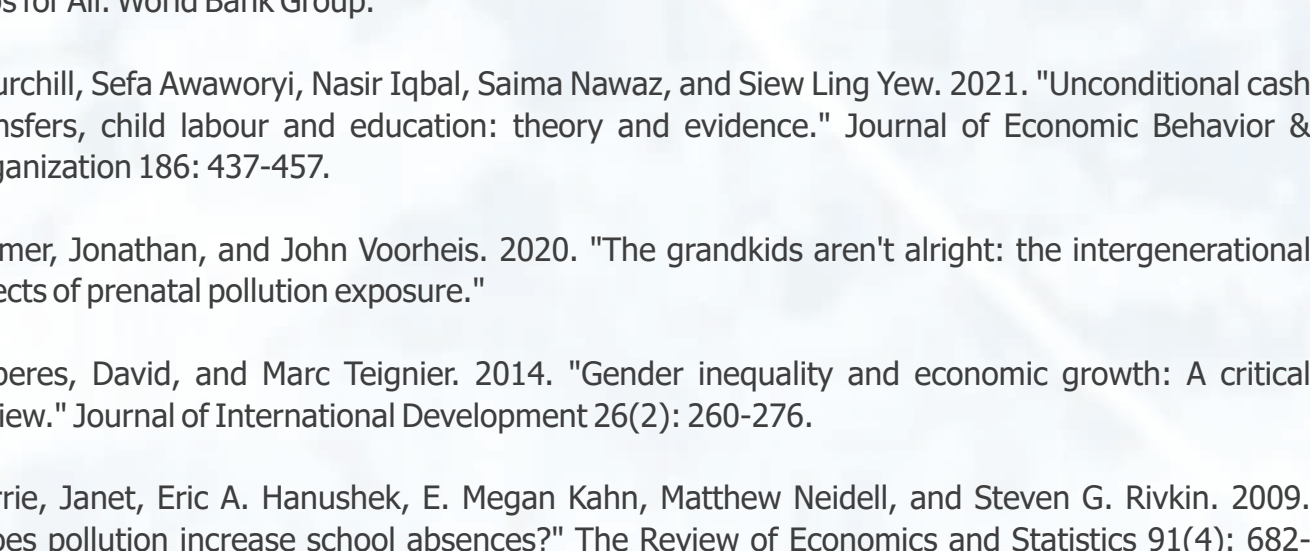 os for All. World Bank Group.
urchill, Sefa Awaworyi, Nasir Iqbal, Saima Nawaz, and Siew Ling Yew. 2021. "Unconditional cash
nsfers, child labour and education: theory and evidence." Journal of Economic Behavior &
ganization 186: 437-457.
mer, Jonathan, and John Voorheis. 2020. "The grandkids aren't alright: the intergenerational
ects of prenatal pollution exposure."
beres, David, and Marc Teignier. 2014. "Gender inequality and economic growth: A critical
iew." Journal of International Development 26(2): 260-276.
rrie, Janet, Eric A. Hanushek, E. Megan Kahn, Matthew Neidell, and Steven G. Rivkin. 2009.
oes pollution increase school absences?" The Review of Economics and Statistics 91(4): 682-